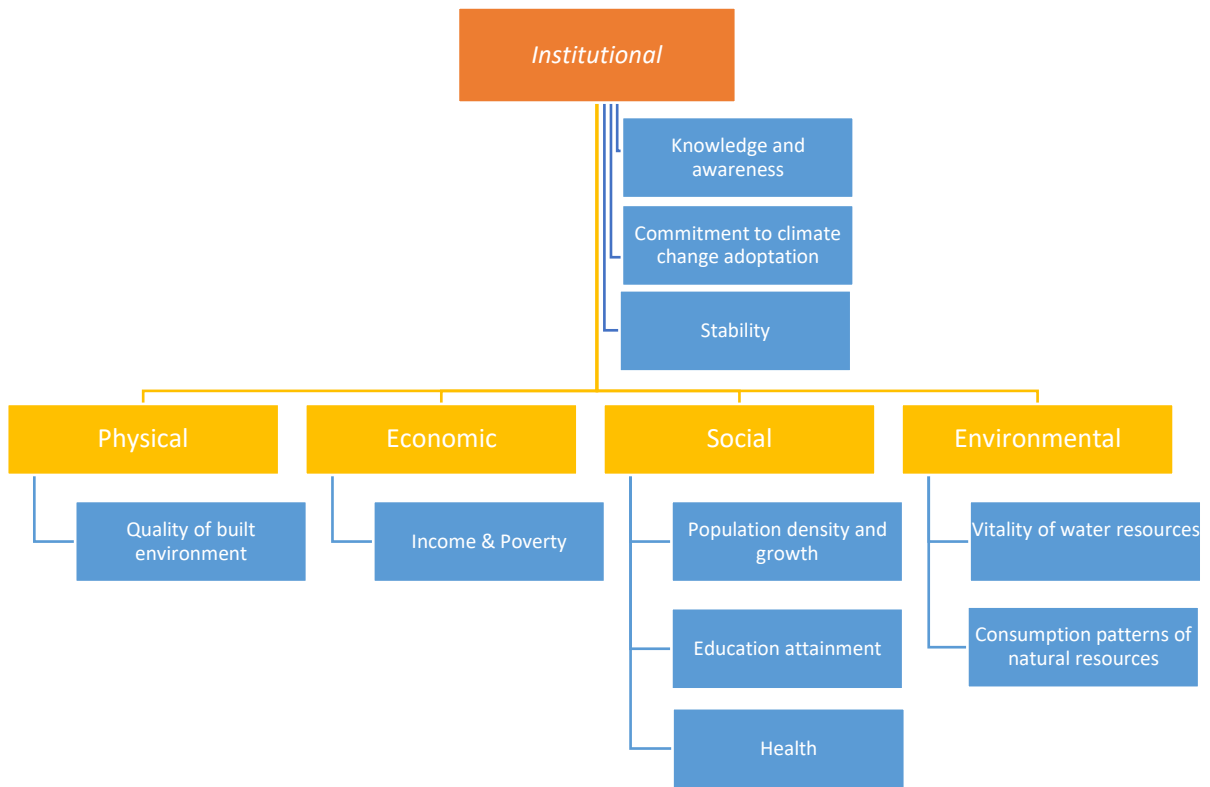 Institutional
Knowledge and
awareness
Commitment to climate
change adoptation
Stability
Physical
Economic
Social
Environmental
Quality of built
environment
Income & Poverty
Population density and
growth
Vitality of water resources
Education attainment
Consumption patterns of
natural resources
Health